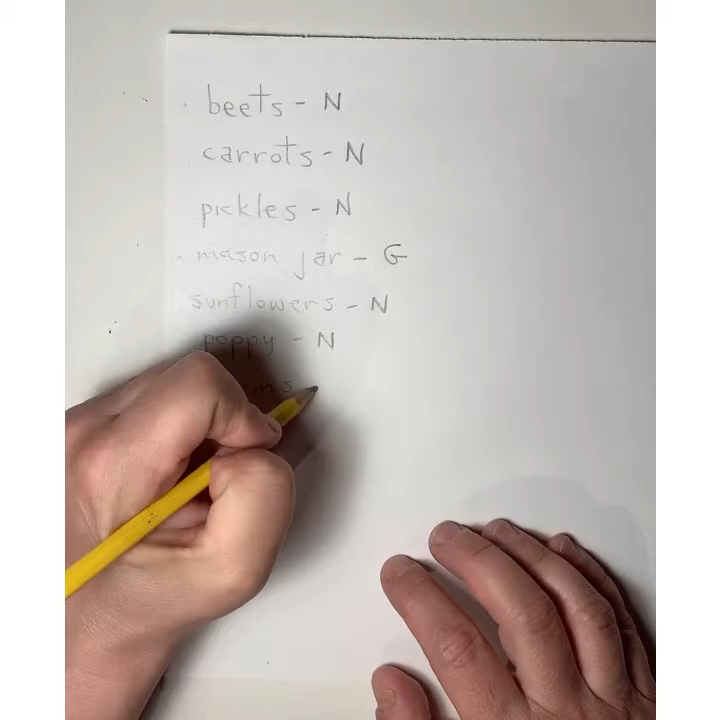 beets - N
carrots - N
pickles - N
mason jar - G
sunflowers - N
poppy - N